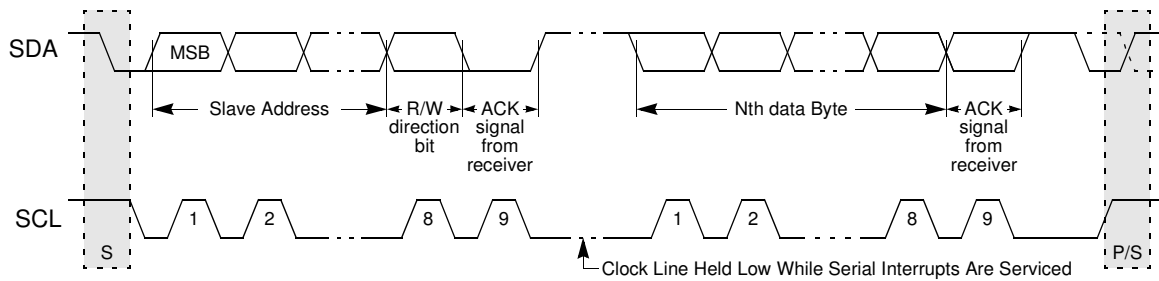 SDA
MSB
Slave Address
R/W
direction
bit
ACK
signal
from
receiver
Nth data Byte
ACK
signal
from
receiver
SCL
S
1
2
8
9
1
2
8
9
P/S
Clock Line Held Low While Serial Interrupts Are Serviced